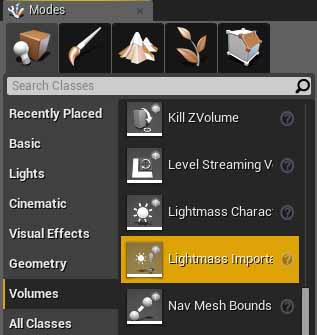 Modes
Search Classes
Recently Placed
Basic
Lights
Cinematic
Visual Effects
Geometry
Volumes
All Classes
Kill ZVolume
Level Streaming V
Lightmass Charac
Lightmass Importa
Nav Mesh Bounds